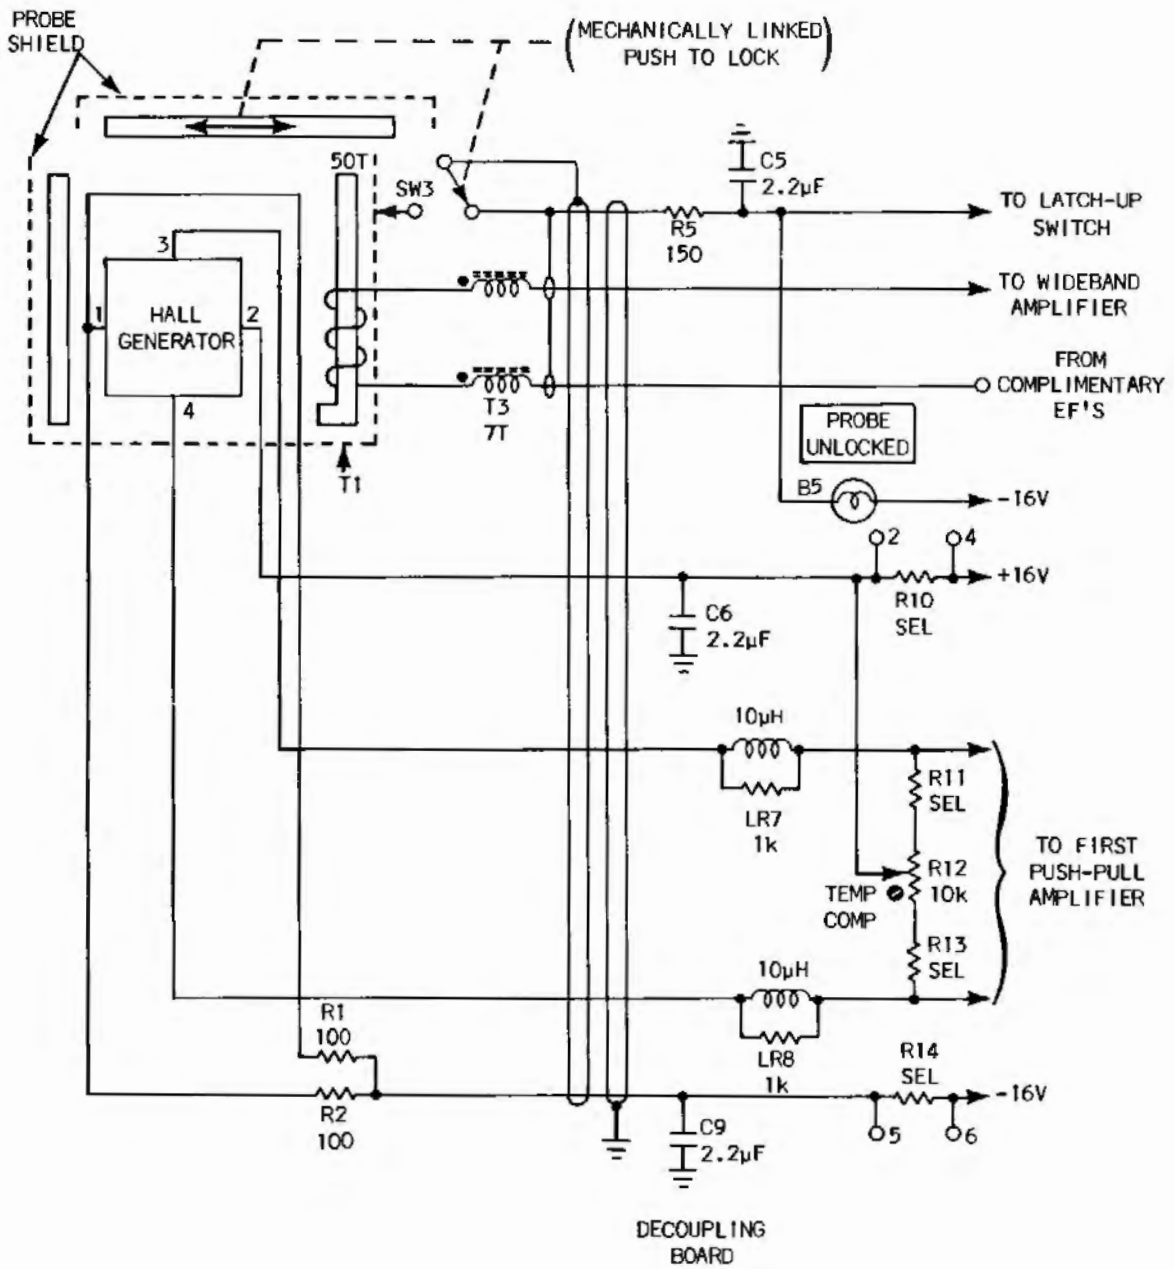 PROBE
SHIELD
(MECHANICALLY LINKED
PUSH TO LOCK)
50T
SW3
C5
2.2µF
R5
150
TO LATCH-UP
SWITCH
3
1
HALL
GENERATOR
2
4
TO WIDEBAND
AMPLIFIER
T3
7T
FROM
COMPLIMENTARY
EF'S
T1
PROBE
UNLOCKED
B5
-16V
2
4
+16V
R10
SEL
C6
2.2µF
10µH
LR7
1k
R11
SEL
R12
10k
TEMP
COMP
R13
SEL
TO FIRST
PUSH-PULL
AMPLIFIER
10µH
LR8
1k
R1
100
R2
100
R14
SEL
-16V
5
6
C9
2.2µF
DECOUPLING
BOARD